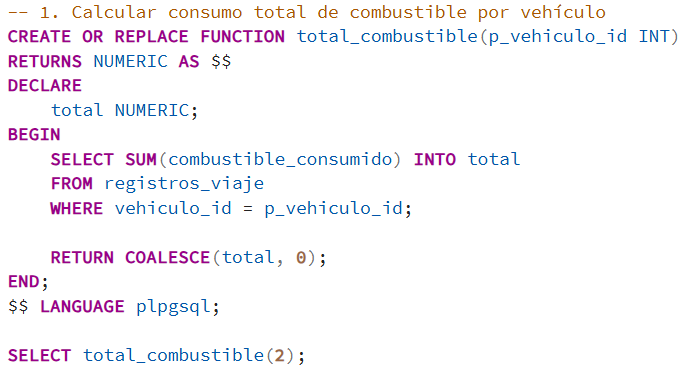 -- 1. Calcular consumo total de combustible por vehículo
CREATE OR REPLACE FUNCTION total_combustible(p_vehiculo_id INT)
RETURNS NUMERIC AS $$
DECLARE
    total NUMERIC;
BEGIN
    SELECT SUM(combustible_consumido) INTO total
    FROM registros_viaje
    WHERE vehiculo_id = p_vehiculo_id;

    RETURN COALESCE(total, 0);
END;
$$ LANGUAGE plpgsql;

SELECT total_combustible(2);